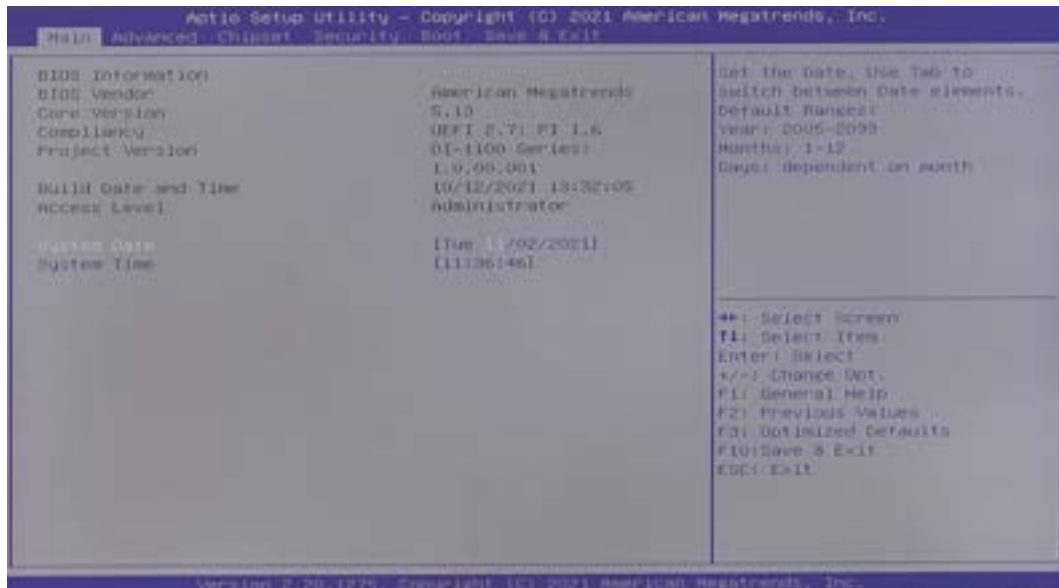 Aptio Setup Utility – Copyright (C) 2021 American Megatrends, Inc.
Main Advanced Chipset Security Boot Save & Exit
BIOS Information
BIOS Vendor American Megatrends
Core Version 5.13
Compliancy UEFI 2.7; PI 1.6
Project Version DI-1100 Series:
1.0.00.001
Build Date and Time 10/12/2021 13:32:05
Access Level Administrator
System Date [Tue 11/02/2021]
System Time [11:36:46]
Set the Date. Use Tab to
switch between Date elements.
Default Ranges:
Year: 2005-2099
Months: 1-12
Days: dependent on month
→←: Select Screen
↑↓: Select Item
Enter: Select
+/-: Change Opt.
F1: General Help
F2: Previous Values
F3: Optimized Defaults
F10:Save & Exit
ESC: Exit
Version 2.20.1275. Copyright (C) 2021 American Megatrends, Inc.